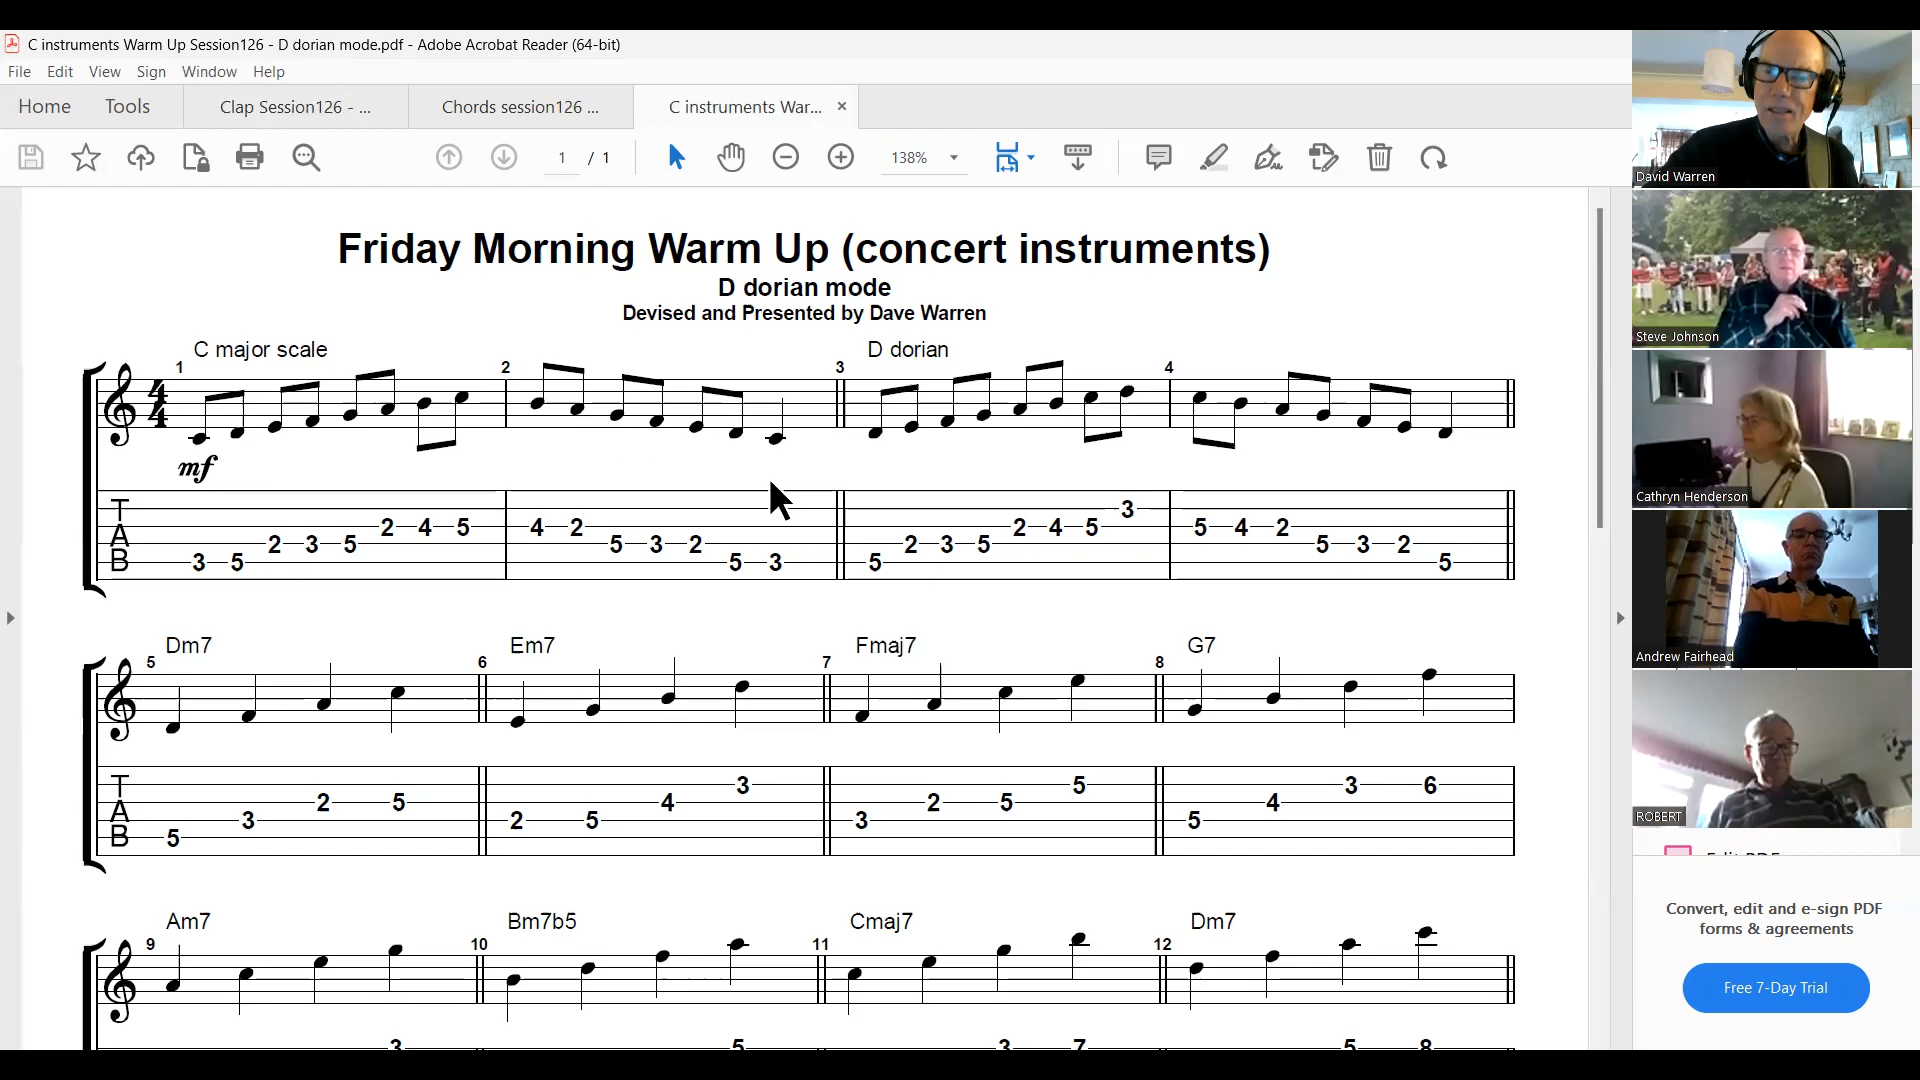 C instruments Warm Up Session126 - D dorian mode.pdf - Adobe Acrobat Reader (64-bit)
File Edit View Sign Window Help
Home Tools Clap Session126 - ... Chords session126 ... C instruments War... ×
1 / 1 138%
Friday Morning Warm Up (concert instruments)
D dorian mode
Devised and Presented by Dave Warren
C major scale D dorian
1 2 3 4
4
4
mf
T
A
B
3 5 2 3 5 2 4 5 4 2 5 3 2 5 3 5 2 3 5 2 4 5 3 5 4 2 5 3 2 5
Dm7 Em7 Fmaj7 G7
5 6 7 8
T
A
B
5 3 2 5 2 5 4 3 3 2 5 5 5 4 3 6
Am7 Bm7b5 Cmaj7 Dm7
9 10 11 12
3 5 3 7 5 8
David Warren
Steve Johnson
Cathryn Henderson
Andrew Fairhead
ROBERT
Convert, edit and e-sign PDF
forms & agreements
Free 7-Day Trial